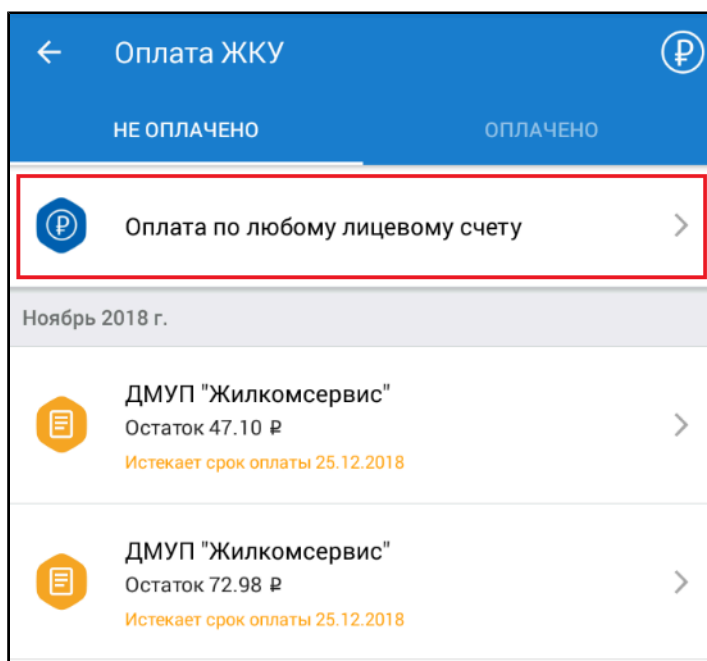 Оплата ЖКУ
НЕ ОПЛАЧЕНО
ОПЛАЧЕНО
Оплата по любому лицевому счету
Ноябрь 2018 г.
ДМУП "Жилкомсервис"
Остаток 47.10 ₽
Истекает срок оплаты 25.12.2018
ДМУП "Жилкомсервис"
Остаток 72.98 ₽
Истекает срок оплаты 25.12.2018